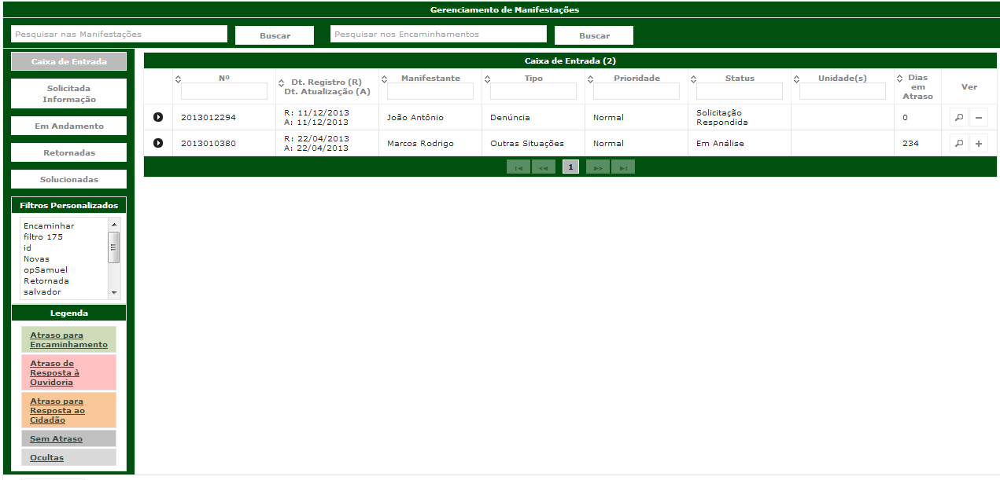 Gerenciamento de Manifestações
Pesquisar nas Manifestações
Buscar
Pesquisar nos Encaminhamentos
Buscar
Caixa de Entrada
Solicitada
Informação
Em Andamento
Retornadas
Solucionadas
Filtros Personalizados
Encaminhar
filtro 175
id
Novas
opSamuel
Retornada
salvador
Legenda
Atraso para
Encaminhamento
Atraso de
Resposta à
Ouvidoria
Atraso para
Resposta ao
Cidadão
Sem Atraso
Ocultas
Caixa de Entrada (2)
Nº
Dt. Registro (R)
Dt. Atualização (A)
Manifestante
Tipo
Prioridade
Status
Unidade(s)
Dias
em
Atraso
Ver
2013012294
R: 11/12/2013
A: 11/12/2013
João Antônio
Denúncia
Normal
Solicitação
Respondida
0
2013010380
R: 22/04/2013
A: 22/04/2013
Marcos Rodrigo
Outras Situações
Normal
Em Análise
234
1